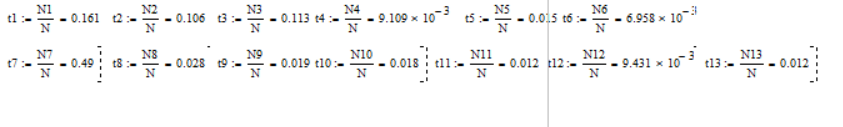 t1 := N1/N = 0.161 t2 := N2/N = 0.106 t3 := N3/N = 0.113 t4 := N4/N = 9.109 × 10^-3 t5 := N5/N = 0.015 t6 := N6/N = 6.958 × 10^-3
t7 := N7/N = 0.49 t8 := N8/N = 0.028 t9 := N9/N = 0.019 t10 := N10/N = 0.018 t11 := N11/N = 0.012 t12 := N12/N = 9.431 × 10^-3 t13 := N13/N = 0.012